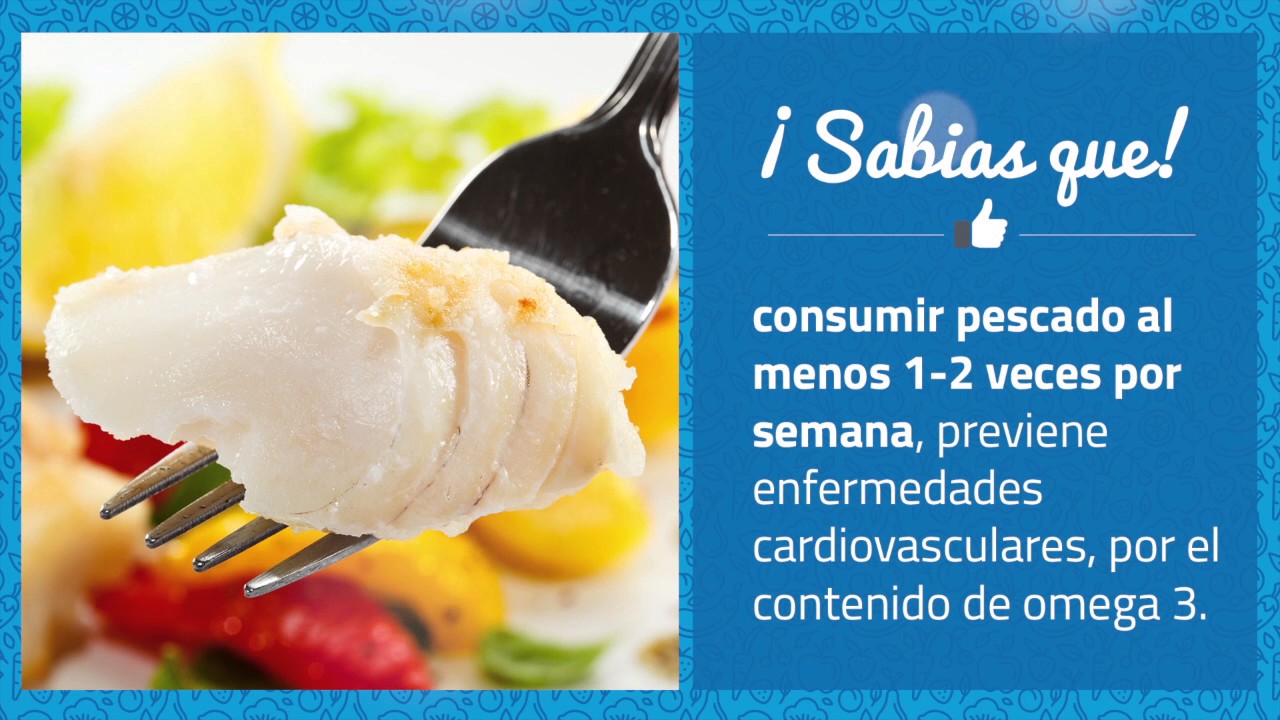 ¡Sabias que!
consumir pescado al
menos 1-2 veces por
semana, previene
enfermedades
cardiovasculares, por el
contenido de omega 3.